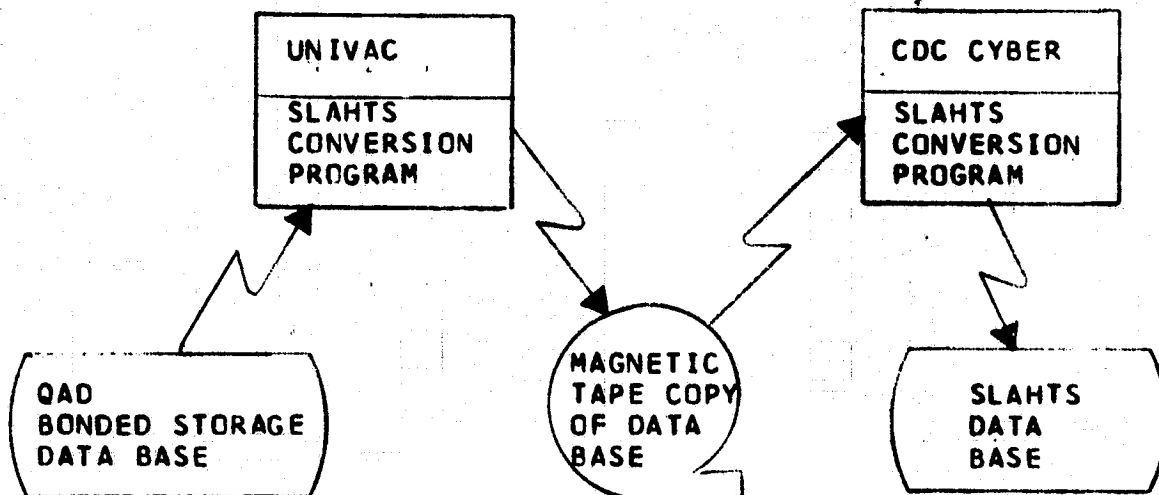 UNIVAC
SLAHTS
CONVERSION
PROGRAM
CDC CYBER
SLAHTS
CONVERSION
PROGRAM
QAD
BONDED STORAGE
DATA BASE
MAGNETIC
TAPE COPY
OF DATA
BASE
SLAHTS
DATA
BASE